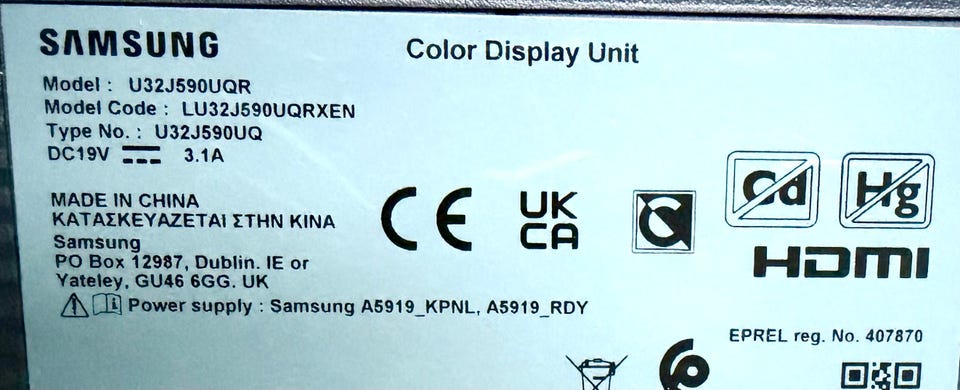 SAMSUNG
Color Display Unit
Model : U32J590UQR
Model Code : LU32J590UQRXEN
Type No. : U32J590UQ
DC19V 3.1A
MADE IN CHINA
ΚΑΤΑΣΚΕΥΑΖΕΤΑΙ ΣΤΗΝ ΚΙΝΑ
Samsung
PO Box 12987, Dublin. IE or
Yateley, GU46 6GG. UK
Power supply : Samsung A5919_KPNL, A5919_RDY
CE
UK
CA
Cd
Hg
HDMI
EPREL reg. No. 407870